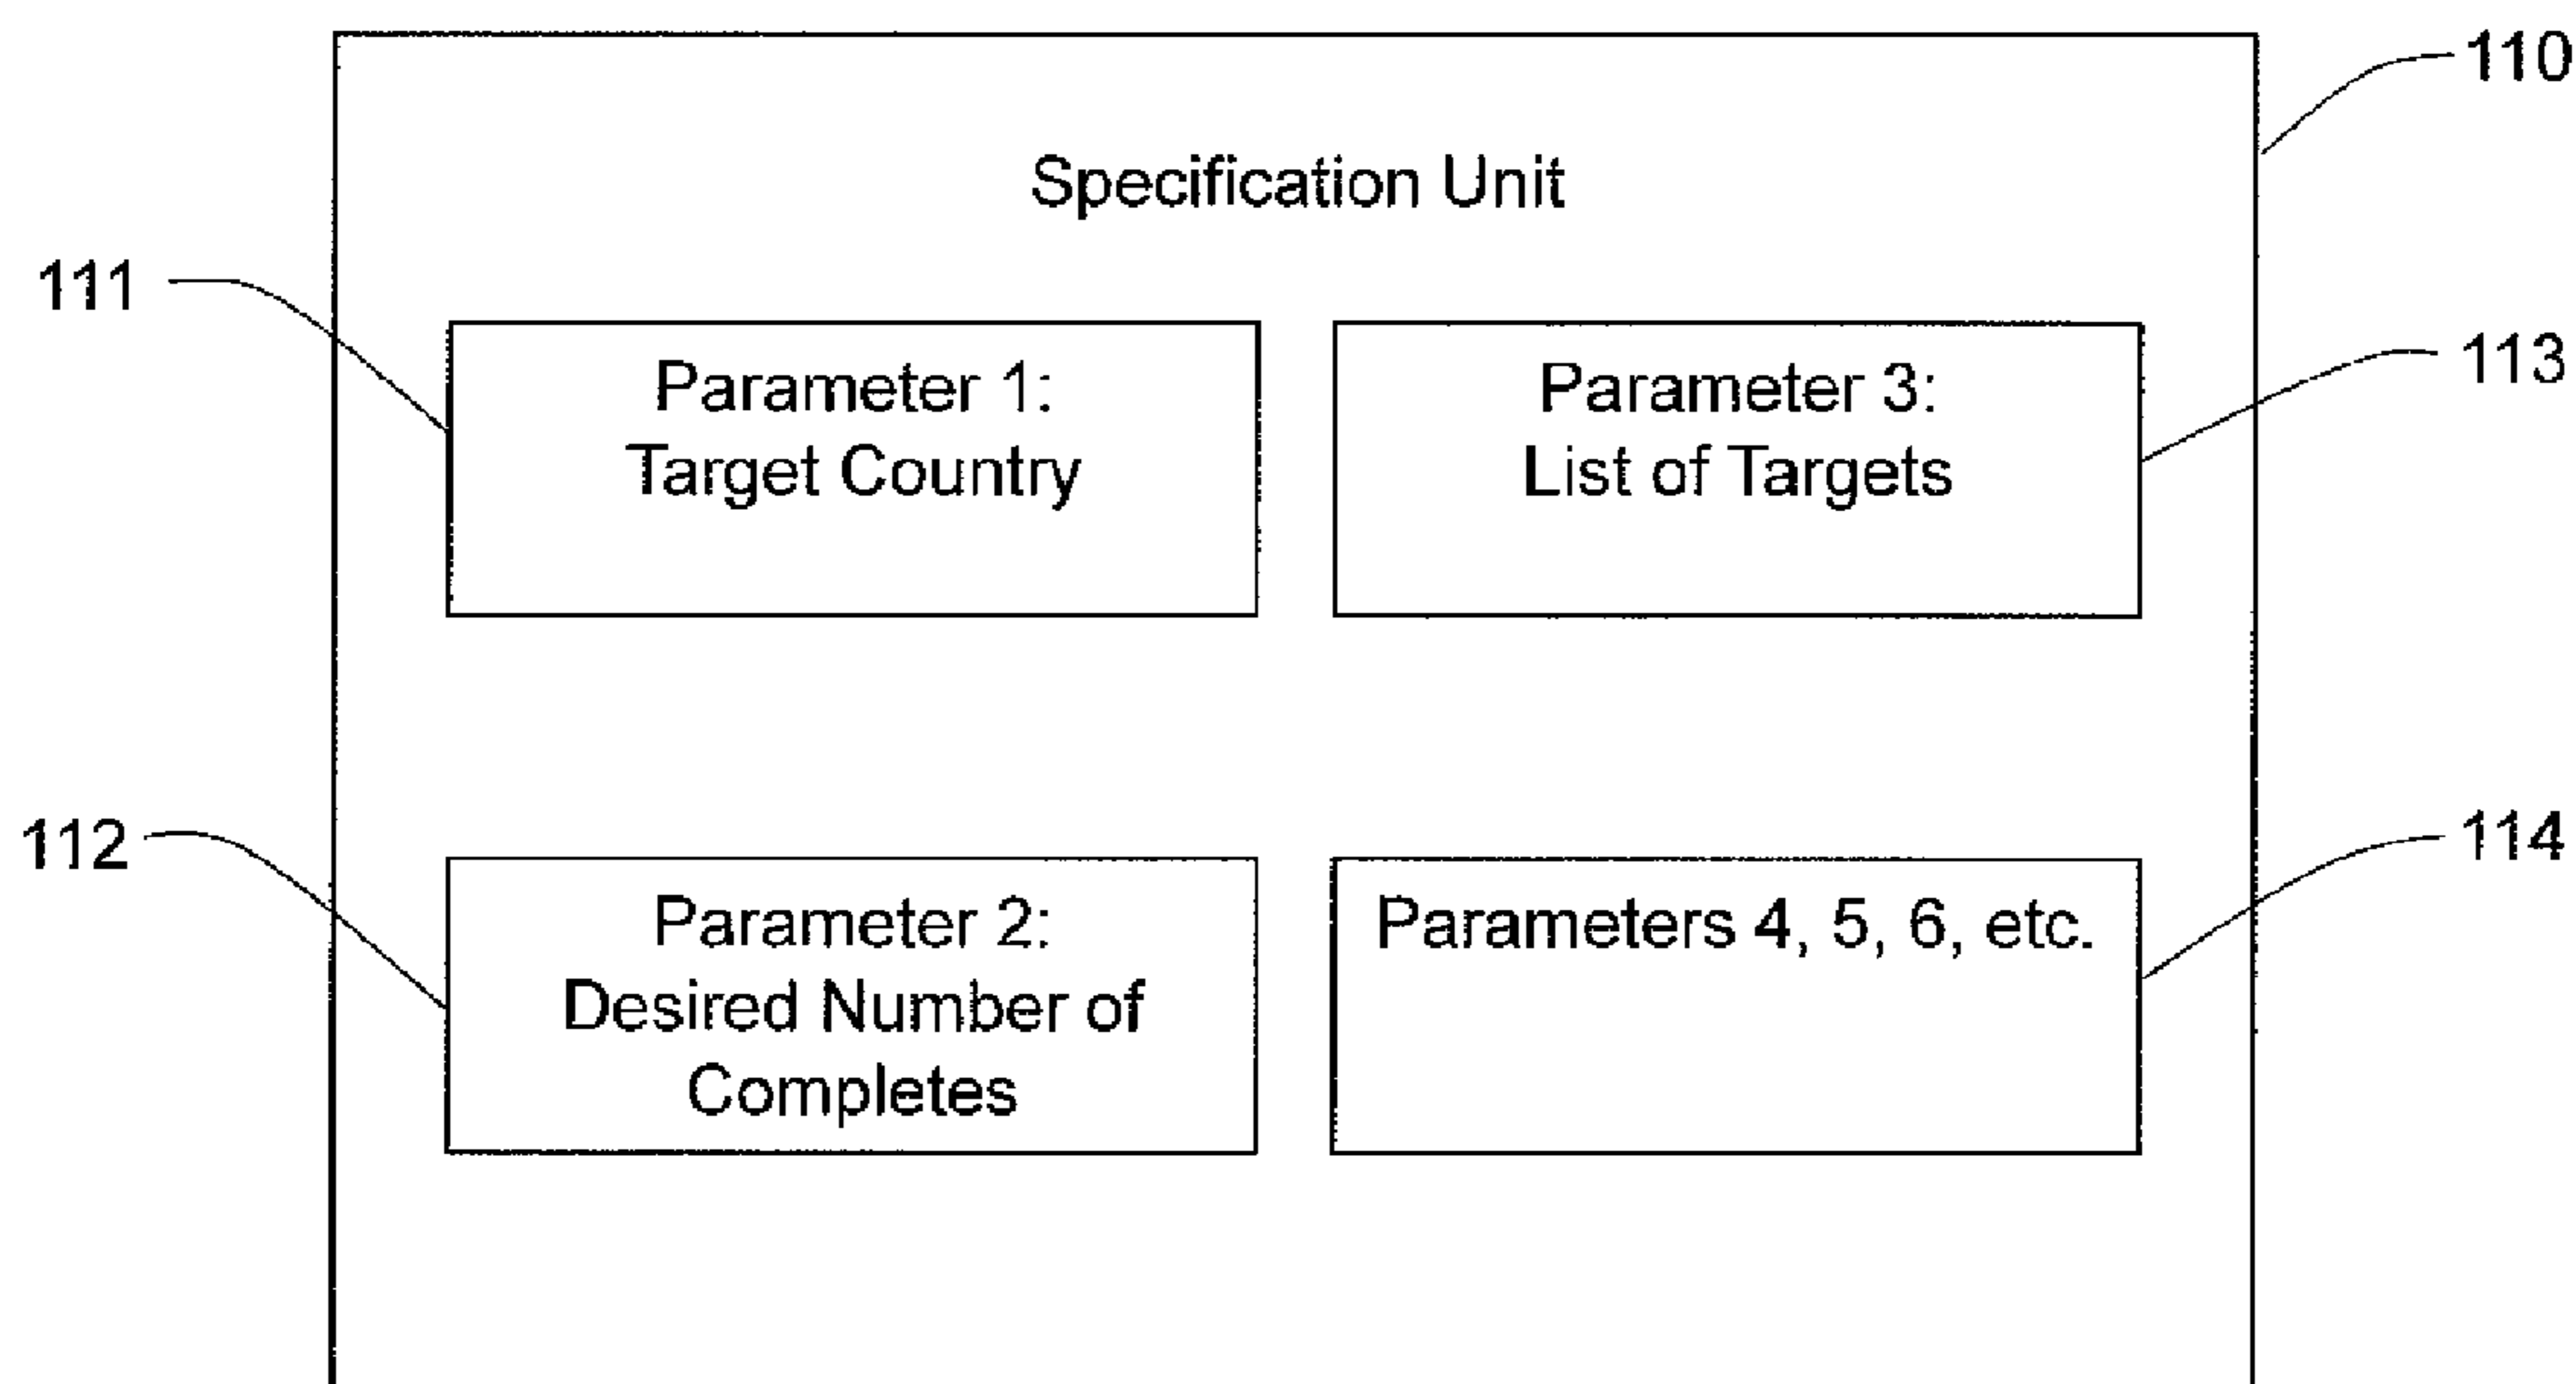 110
Specification Unit
111
Parameter 1:
Target Country
Parameter 3:
List of Targets
113
112
Parameter 2:
Desired Number of
Completes
Parameters 4, 5, 6, etc.
114